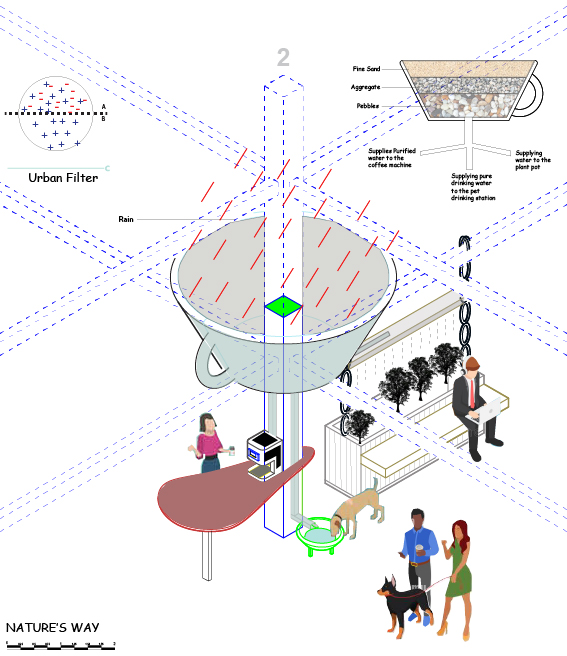 2
Fine Sand
Aggregate
Pebbles
A
B
Supplies Purified
water to the
coffee machine
Supplying
water to the
plant pot
C
Urban Filter
Supplying pure
drinking water
to the pet
drinking station
Rain
NATURE'S WAY